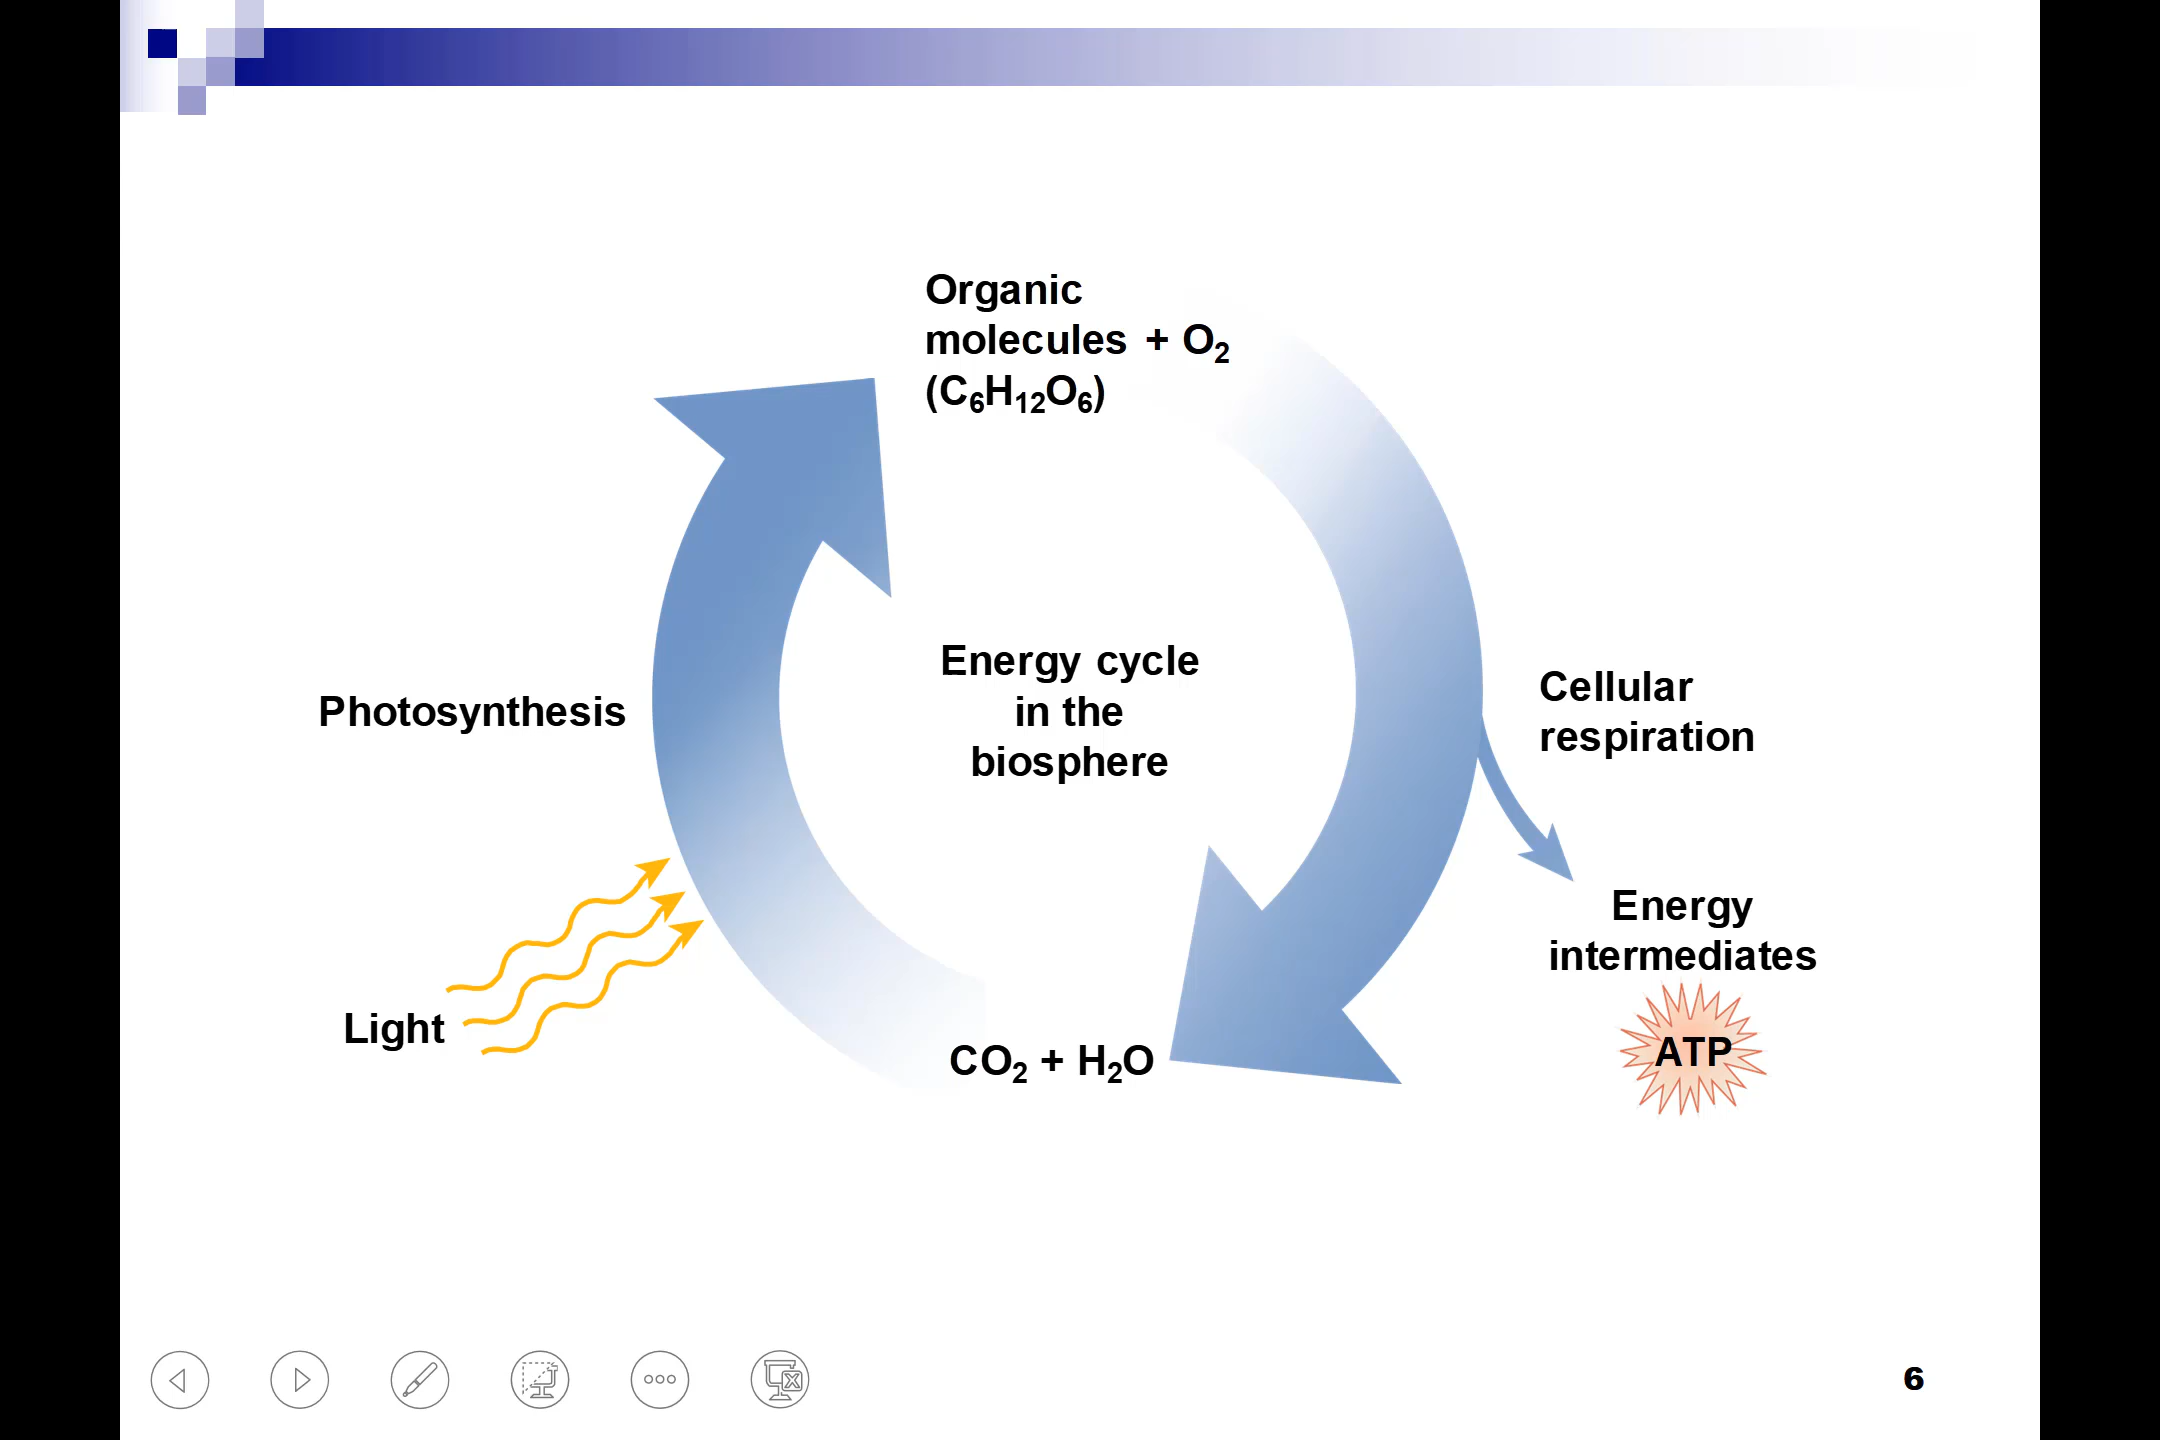 Organic
molecules + O₂
(C₆H₁₂O₆)
Photosynthesis
Energy cycle
in the
biosphere
Cellular
respiration
Energy
intermediates
ATP
Light
CO₂ + H₂O
6